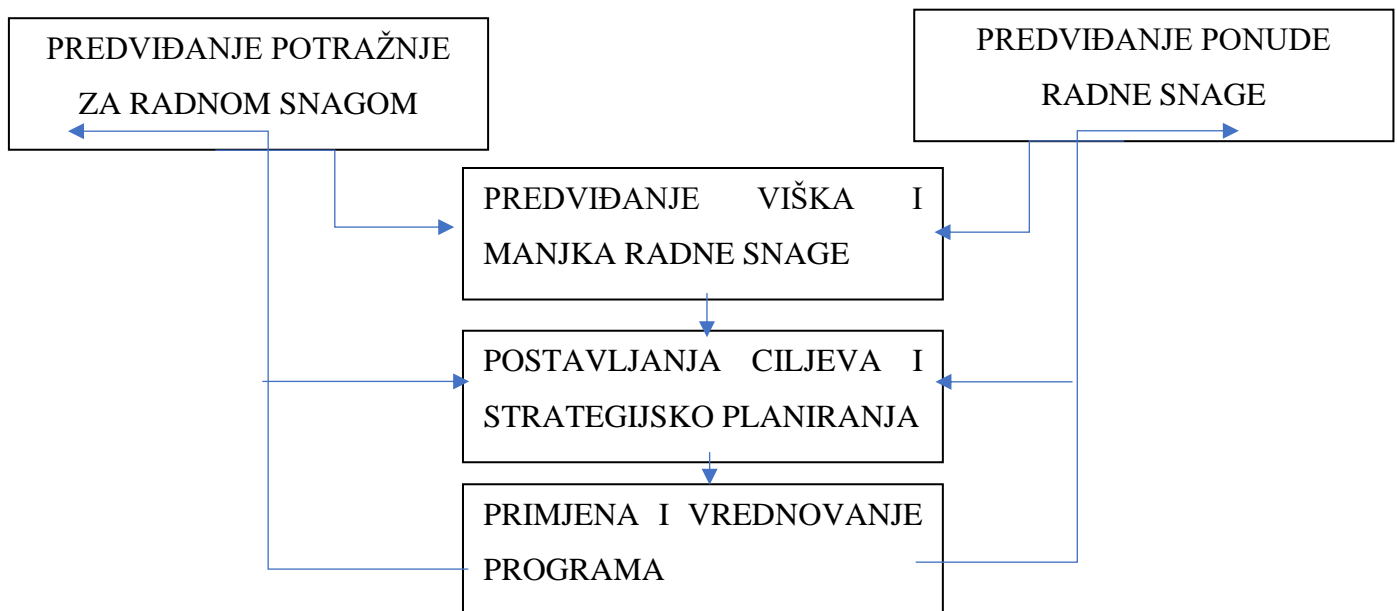 PREDVIĐANJE POTRAŽNJE
ZA RADNOM SNAGOM
PREDVIĐANJE PONUDE
RADNE SNAGE
PREDVIĐANJE VIŠKA I
MANJKA RADNE SNAGE
POSTAVLJANJA CILJEVA I
STRATEGIJSKO PLANIRANJA
PRIMJENA I VREDNOVANJE
PROGRAMA